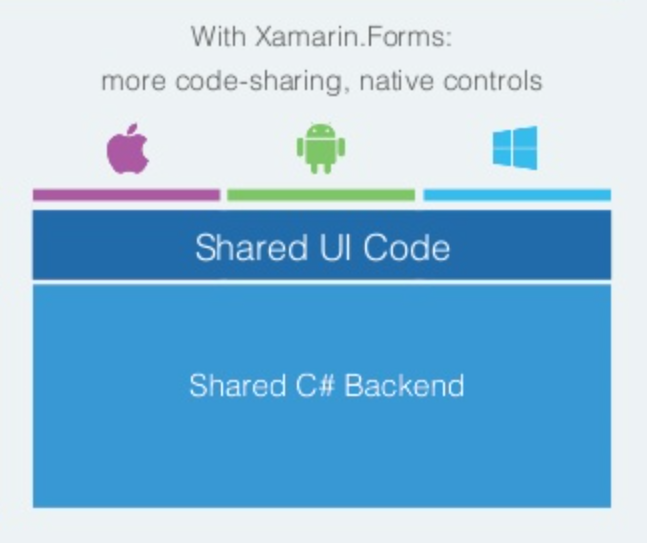 With Xamarin.Forms:
more code-sharing, native controls
Shared UI Code
Shared C# Backend